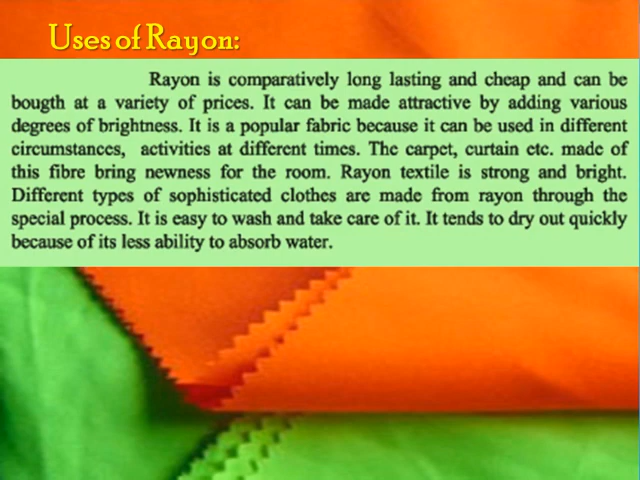 Uses of Rayon:
Rayon is comparatively long lasting and cheap and can be
bougth at a variety of prices. It can be made attractive by adding various
degrees of brightness. It is a popular fabric because it can be used in different
circumstances, activities at different times. The carpet, curtain etc. made of
this fibre bring newness for the room. Rayon textile is strong and bright.
Different types of sophisticated clothes are made from rayon through the
special process. It is easy to wash and take care of it. It tends to dry out quickly
because of its less ability to absorb water.